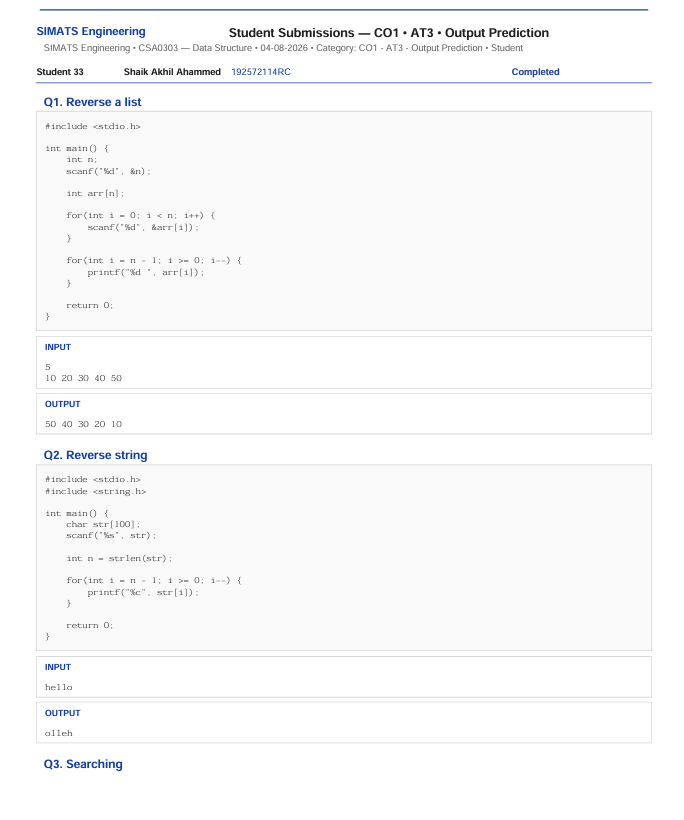 SIMATS Engineering
Student Submissions — CO1 • AT3 • Output Prediction
SIMATS Engineering • CSA0303 — Data Structure • 04-08-2026 • Category: CO1 - AT3 - Output Prediction • Student
Student 33 Shaik Akhil Ahammed 192572114RC Completed
Q1. Reverse a list
#include <stdio.h>
int main() {
    int n;
    scanf("%d", &n);
    int arr[n];
    for(int i = 0; i < n; i++) {
        scanf("%d", &arr[i]);
    }
    for(int i = n - 1; i >= 0; i--) {
        printf("%d ", arr[i]);
    }
    return 0;
}
INPUT
5
10 20 30 40 50
OUTPUT
50 40 30 20 10
Q2. Reverse string
#include <stdio.h>
#include <string.h>
int main() {
    char str[100];
    scanf("%s", str);
    int n = strlen(str);
    for(int i = n - 1; i >= 0; i--) {
        printf("%c", str[i]);
    }
    return 0;
}
INPUT
hello
OUTPUT
olleh
Q3. Searching